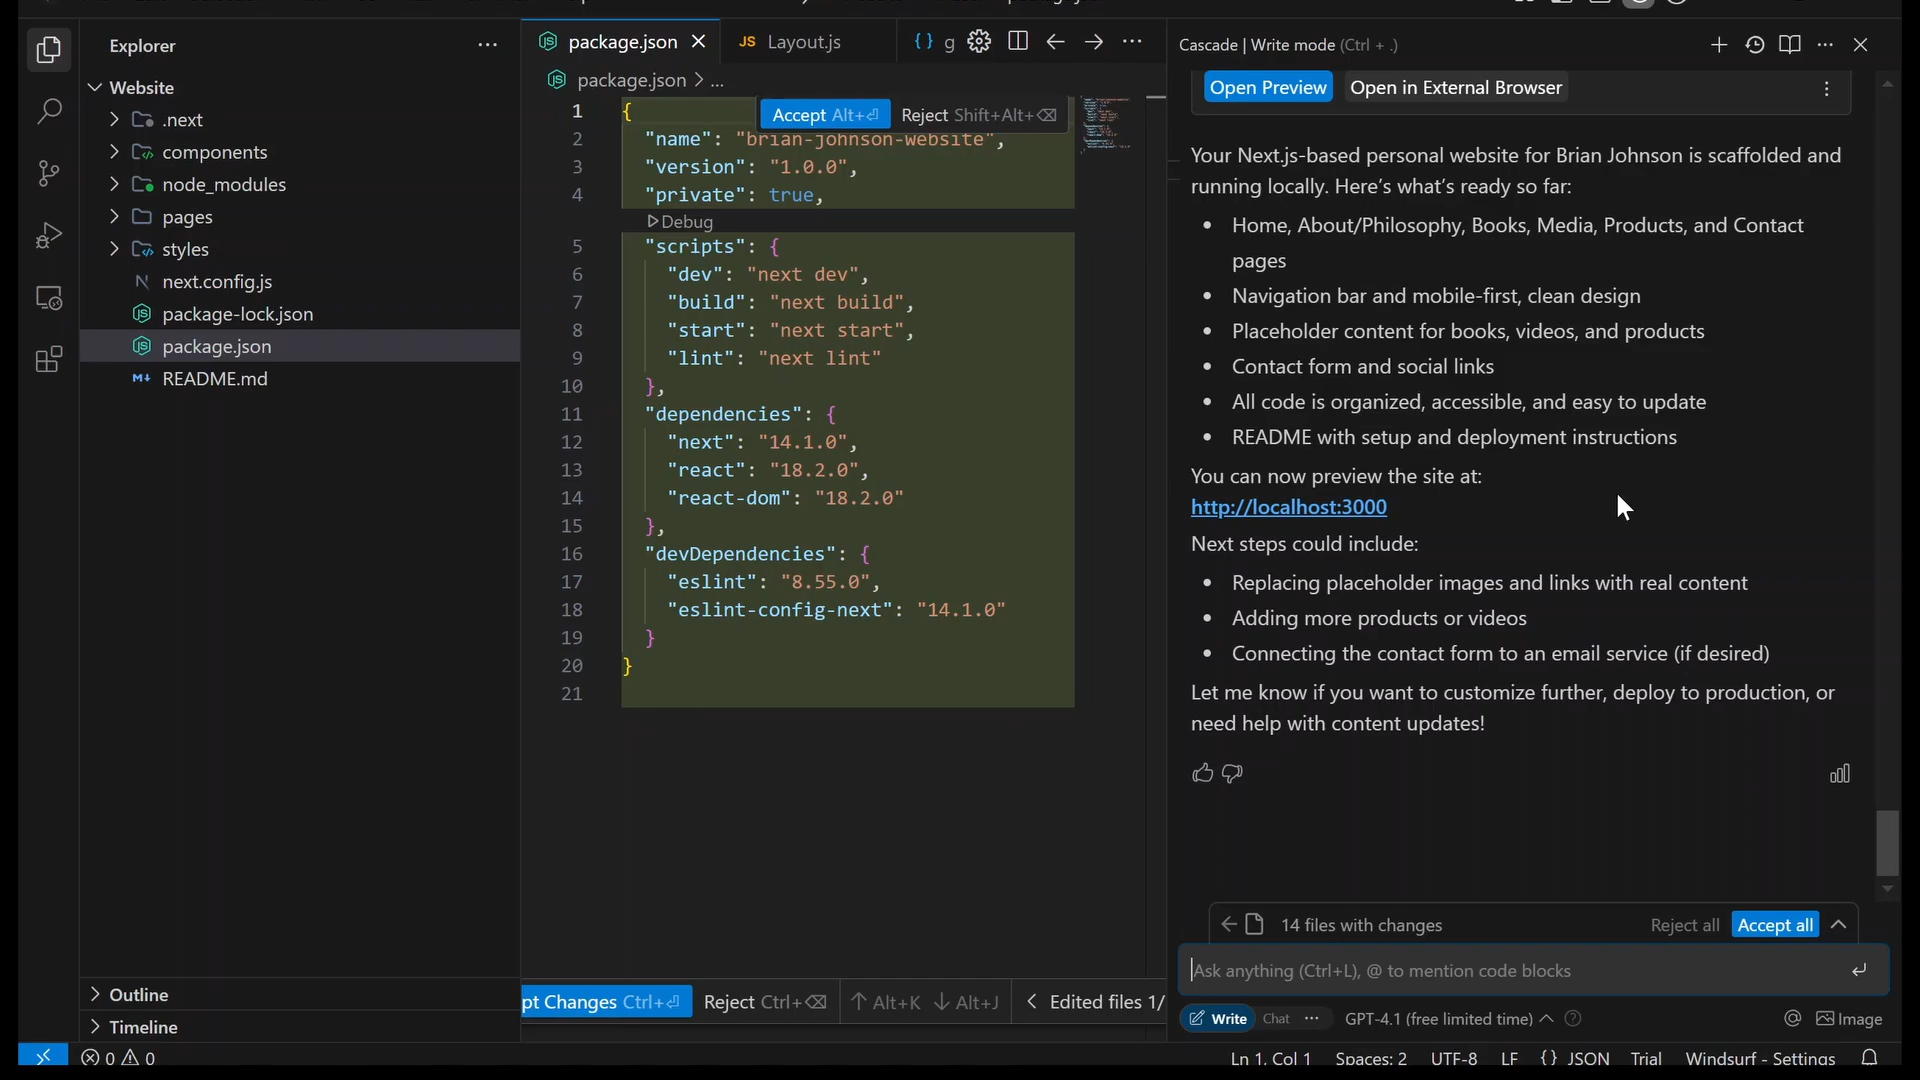 Explorer
Website
.next
components
node_modules
pages
styles
next.config.js
package-lock.json
package.json
README.md
Outline
Timeline
package.json
JS Layout.js
{ } g
package.json > ...
Accept Alt+⏎ Reject Shift+Alt+⌫
1 {
2 "name": "brian-johnson-website",
3 "version": "1.0.0",
4 "private": true,
Debug
5 "scripts": {
6 "dev": "next dev",
7 "build": "next build",
8 "start": "next start",
9 "lint": "next lint"
10 },
11 "dependencies": {
12 "next": "14.1.0",
13 "react": "18.2.0",
14 "react-dom": "18.2.0"
15 },
16 "devDependencies": {
17 "eslint": "8.55.0",
18 "eslint-config-next": "14.1.0"
19 }
20 }
21
pt Changes Ctrl+⏎ Reject Ctrl+⌫ ↑ Alt+K ↓ Alt+J < Edited files 1/
Cascade | Write mode (Ctrl + .)
Open Preview Open in External Browser
Your Next.js-based personal website for Brian Johnson is scaffolded and
running locally. Here’s what’s ready so far:
• Home, About/Philosophy, Books, Media, Products, and Contact
pages
• Navigation bar and mobile-first, clean design
• Placeholder content for books, videos, and products
• Contact form and social links
• All code is organized, accessible, and easy to update
• README with setup and deployment instructions
You can now preview the site at:
http://localhost:3000
Next steps could include:
• Replacing placeholder images and links with real content
• Adding more products or videos
• Connecting the contact form to an email service (if desired)
Let me know if you want to customize further, deploy to production, or
need help with content updates!
14 files with changes Reject all Accept all
Ask anything (Ctrl+L), @ to mention code blocks
Write Chat ... GPT-4.1 (free limited time) @ Image
0 0 Ln 1, Col 1 Spaces: 2 UTF-8 LF { } JSON Trial Windsurf - Settings